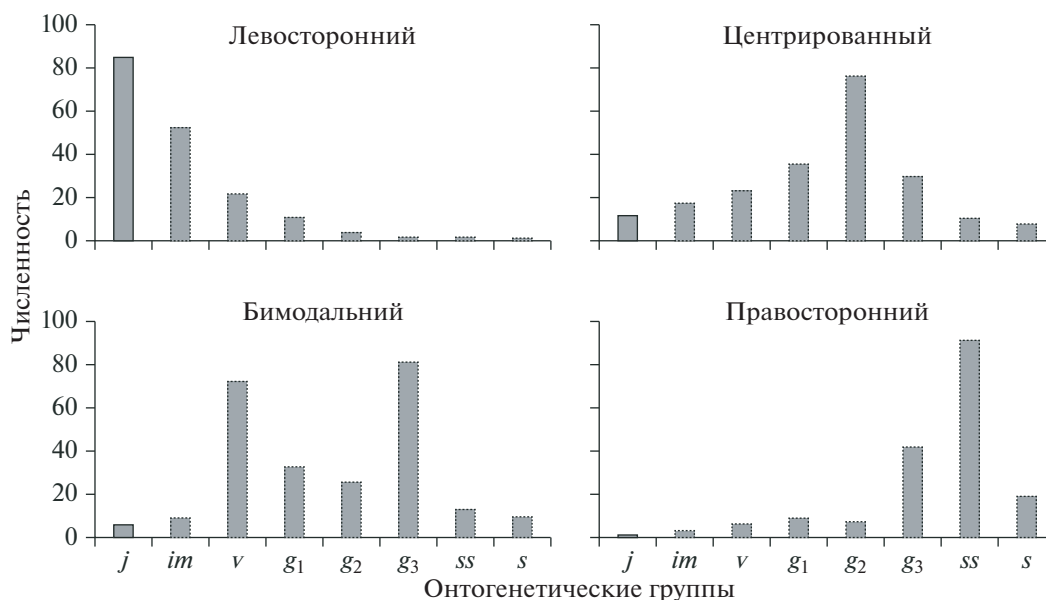 Левосторонний
Центрированный
100
80
60
40
20
0
Численность
Бимодальний
Правосторонний
100
80
60
40
20
0
j im v g₁ g₂ g₃ ss s
j im v g₁ g₂ g₃ ss s
Онтогенетические группы